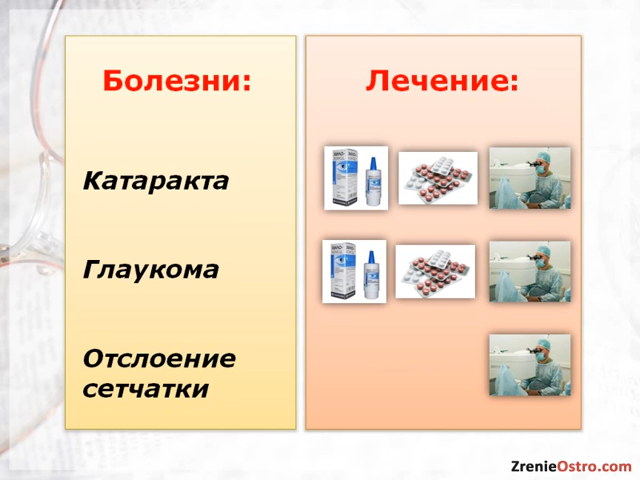 Болезни:
Лечение:
Катаракта
Глаукома
Отслоение
сетчатки
ZrenieOstro.com